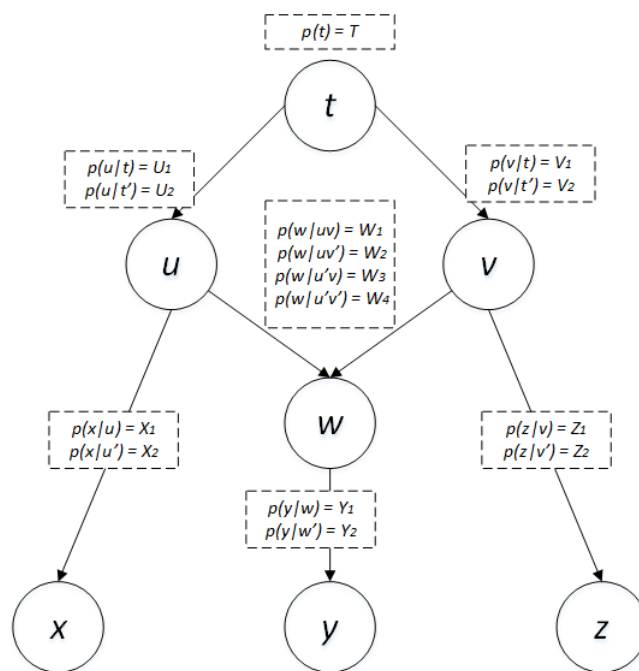 p(t) = T
t
p(u|t) = U₁
p(u|t’) = U₂
p(v|t) = V₁
p(v|t’) = V₂
u
p(w|uv) = W₁
p(w|uv’) = W₂
p(w|u’v) = W₃
p(w|u’v’) = W₄
v
w
p(x|u) = X₁
p(x|u’) = X₂
p(z|v) = Z₁
p(z|v’) = Z₂
p(y|w) = Y₁
p(y|w’) = Y₂
x
y
z